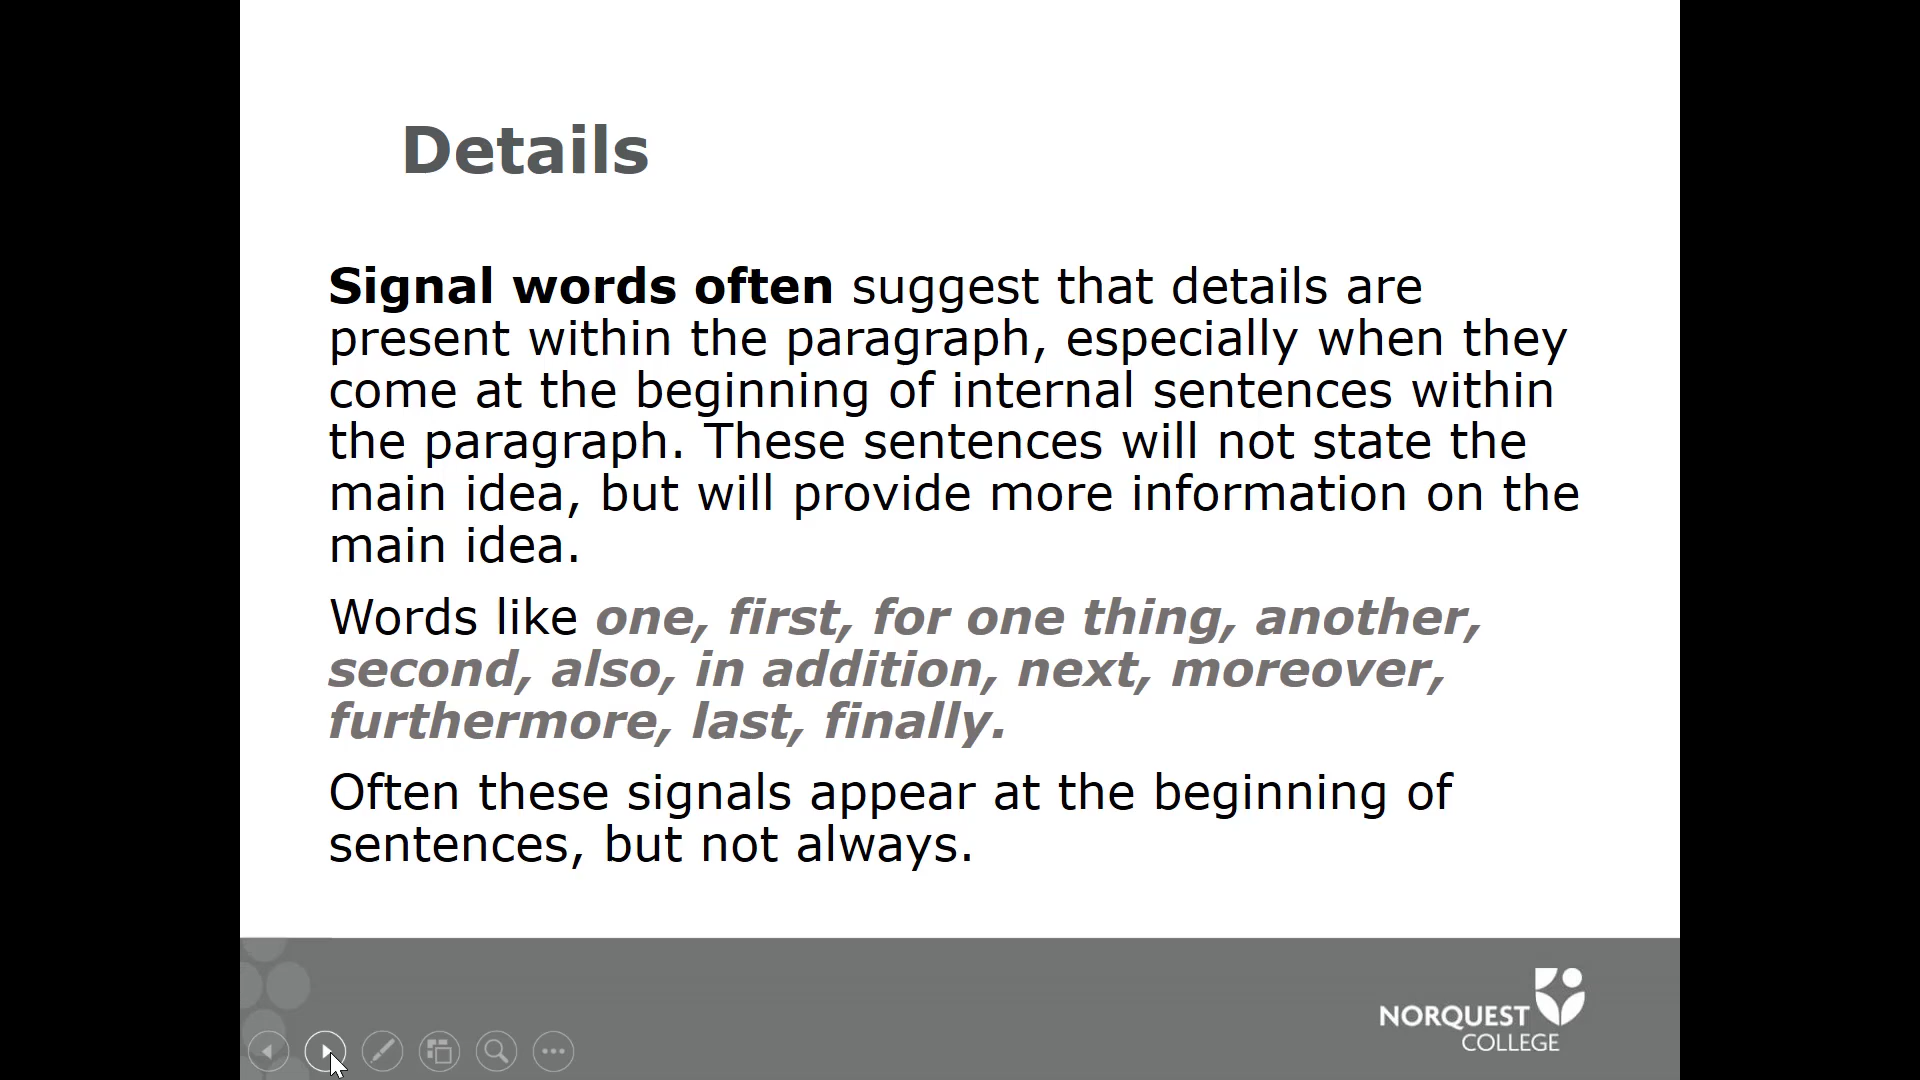 Details
Signal words often suggest that details are
present within the paragraph, especially when they
come at the beginning of internal sentences within
the paragraph. These sentences will not state the
main idea, but will provide more information on the
main idea.
Words like one, first, for one thing, another,
second, also, in addition, next, moreover,
furthermore, last, finally.
Often these signals appear at the beginning of
sentences, but not always.
NORQUEST
COLLEGE